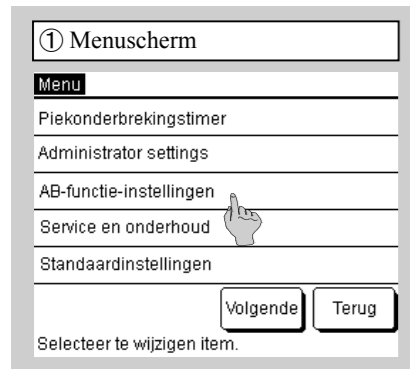 ① Menuscherm
Menu
Piekonderbrekingstimer
Administrator settings
AB-functie-instellingen
Service en onderhoud
Standaardinstellingen
Volgende Terug
Selecteer te wijzigen item.